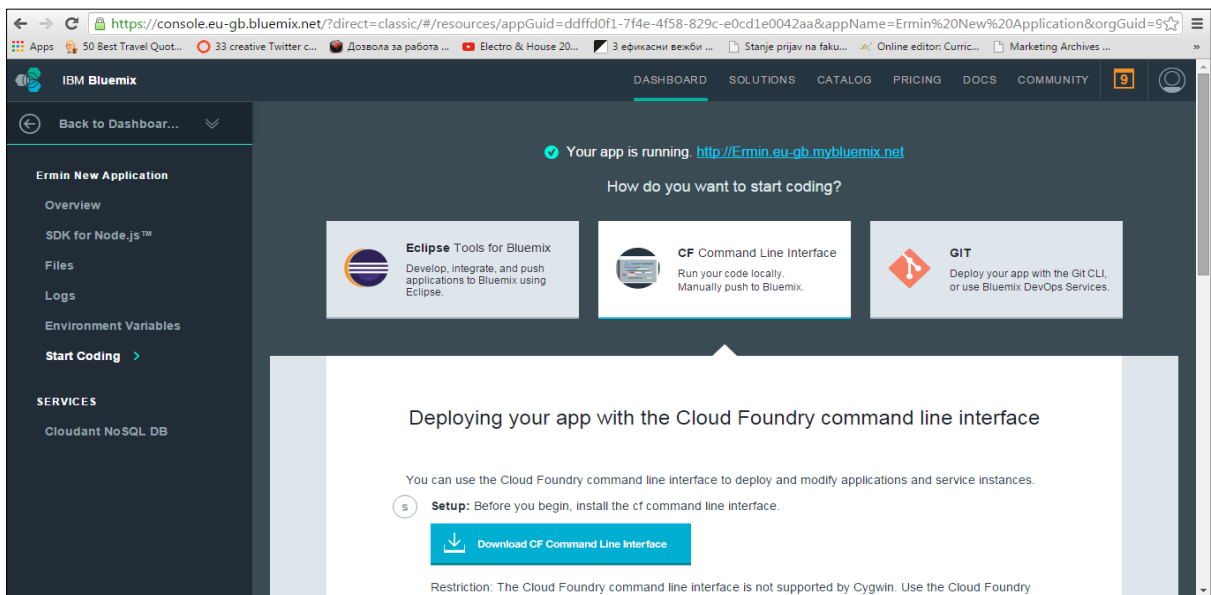 https://console.eu-gb.bluemix.net/?direct=classic/#/resources/appGuid=ddffd0f1-7f4e-4f58-829c-e0cd1e0042aa&appName=Ermin%20New%20Application&orgGuid=9
Apps 50 Best Travel Quot... 33 creative Twitter c... Дозвола за работа ... Electro & House 20... 3 ефикасни вежби ... Stanje prijav na faku... Online editor: Curric... Marketing Archives ... »
IBM Bluemix DASHBOARD SOLUTIONS CATALOG PRICING DOCS COMMUNITY 9
Back to Dashboar...
Your app is running. http://Ermin.eu-gb.mybluemix.net
How do you want to start coding?
Ermin New Application
Overview
SDK for Node.js™
Files
Logs
Environment Variables
Start Coding >
SERVICES
Cloudant NoSQL DB
Eclipse Tools for Bluemix
Develop, integrate, and push
applications to Bluemix using
Eclipse.
CF Command Line Interface
Run your code locally.
Manually push to Bluemix.
GIT
Deploy your app with the Git CLI,
or use Bluemix DevOps Services.
Deploying your app with the Cloud Foundry command line interface
You can use the Cloud Foundry command line interface to deploy and modify applications and service instances.
S Setup: Before you begin, install the cf command line interface.
Download CF Command Line Interface
Restriction: The Cloud Foundry command line interface is not supported by Cygwin. Use the Cloud Foundry